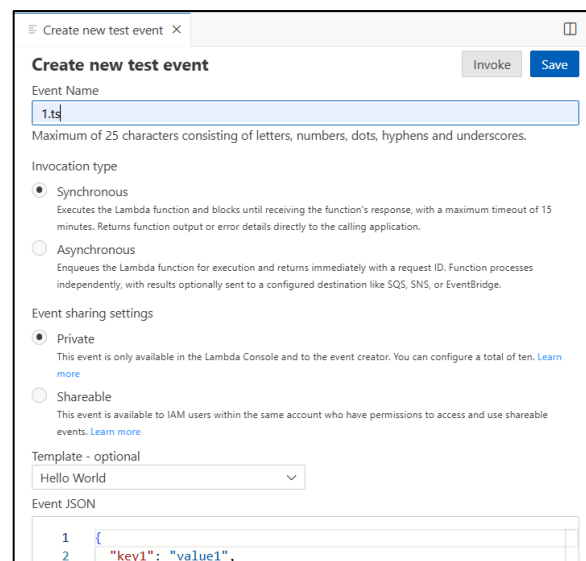 Create new test event
Create new test event
Invoke
Save
Event Name
1.ts
Maximum of 25 characters consisting of letters, numbers, dots, hyphens and underscores.
Invocation type
Synchronous
Executes the Lambda function and blocks until receiving the function's response, with a maximum timeout of 15
minutes. Returns function output or error details directly to the calling application.
Asynchronous
Enqueues the Lambda function for execution and returns immediately with a request ID. Function processes
independently, with results optionally sent to a configured destination like SQS, SNS, or EventBridge.
Event sharing settings
Private
This event is only available in the Lambda Console and to the event creator. You can configure a total of ten. Learn
more
Shareable
This event is available to IAM users within the same account who have permissions to access and use shareable
events. Learn more
Template - optional
Hello World
Event JSON
1 {
2 "key1": "value1",